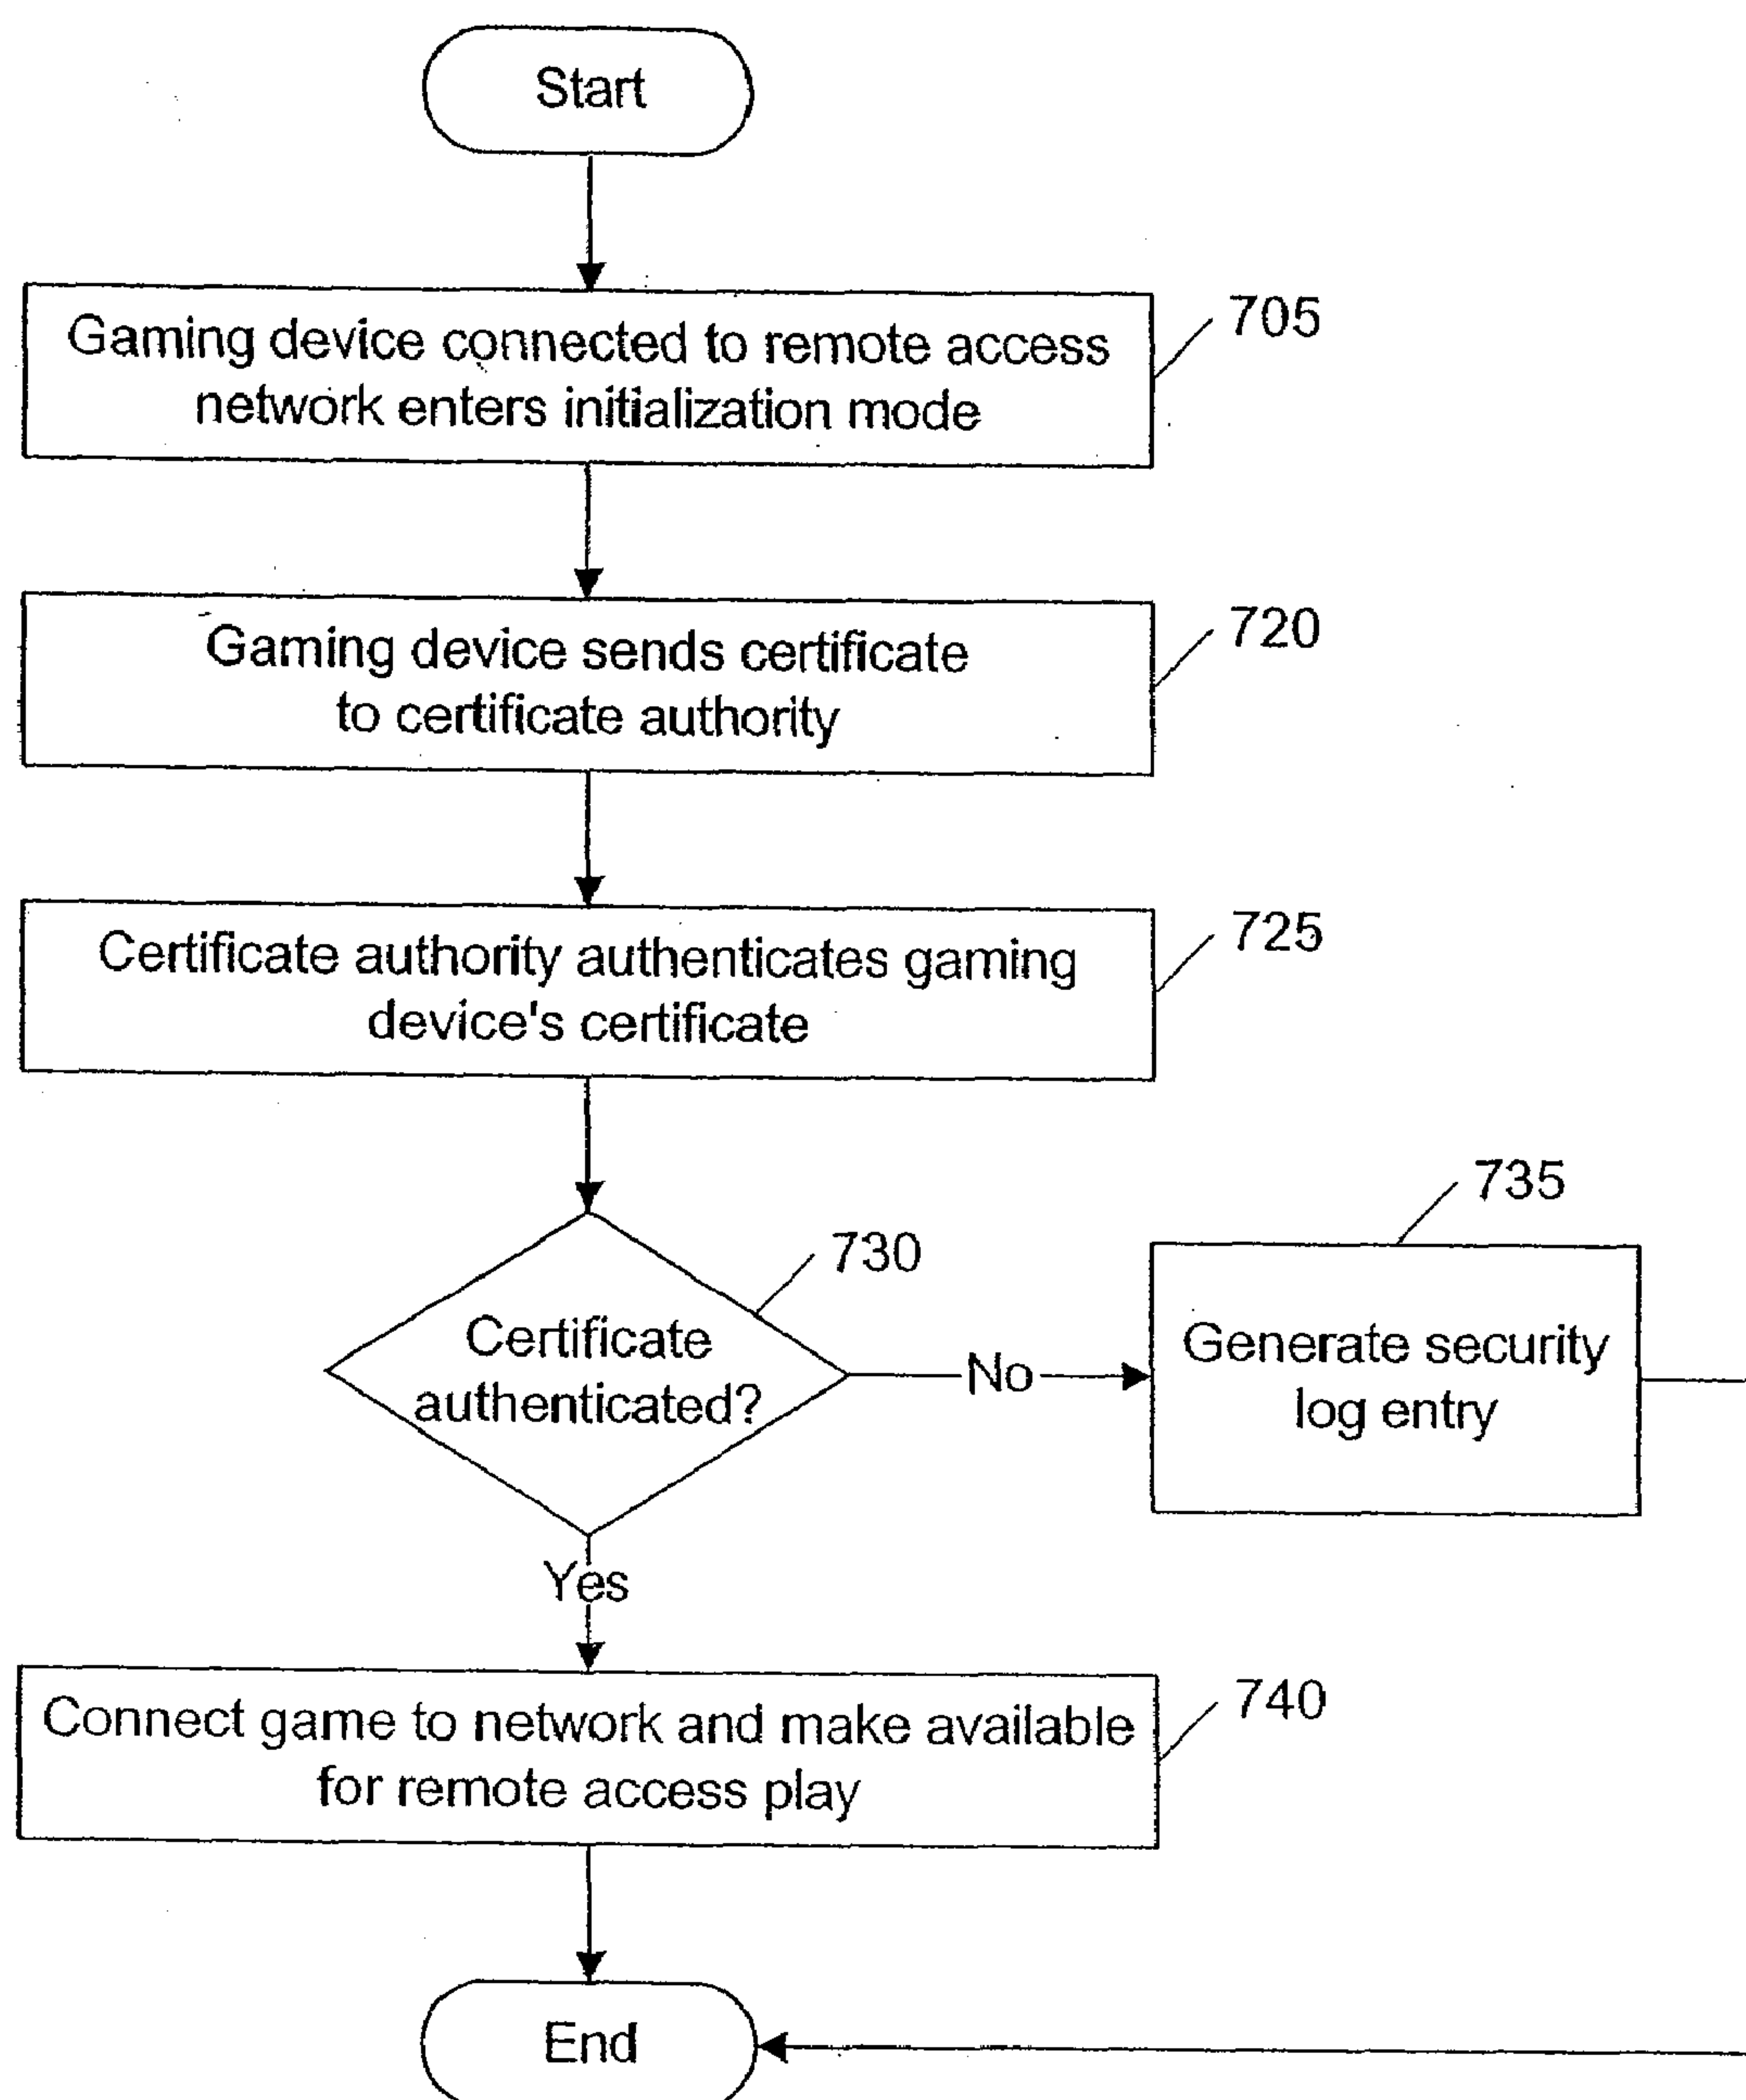 Start
Gaming device connected to remote access
network enters initialization mode
705
Gaming device sends certificate
to certificate authority
720
Certificate authority authenticates gaming
device's certificate
725
Certificate
authenticated?
730
No
735
Generate security
log entry
Yes
Connect game to network and make available
for remote access play
740
End